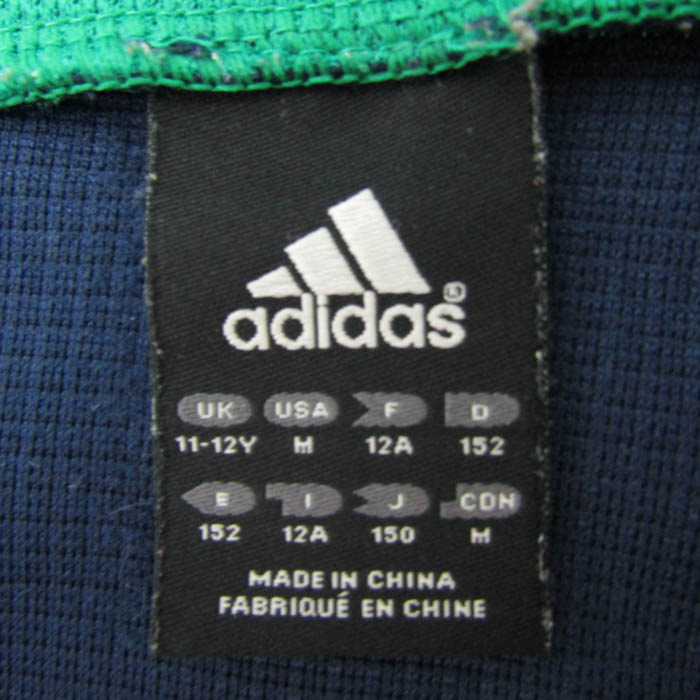 adidas®
UK USA F D
11-12Y M 12A 152
E I J CDN
152 12A 150 M
MADE IN CHINA
FABRIQUÉ EN CHINE